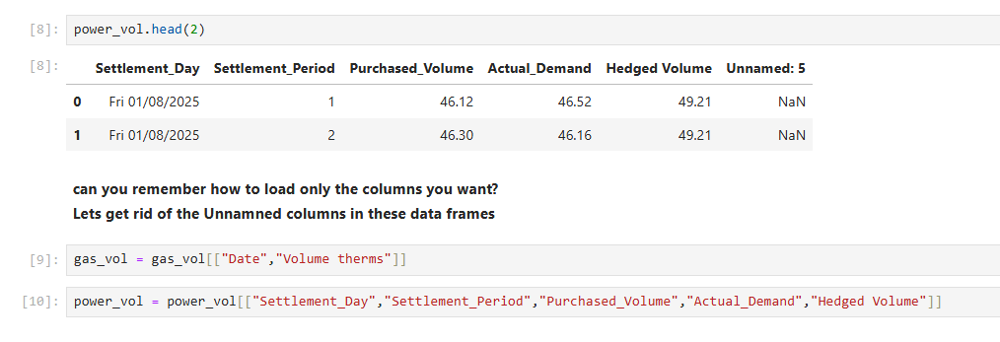 [8]: power_vol.head(2)
[8]: Settlement_Day Settlement_Period Purchased_Volume Actual_Demand Hedged Volume Unnamed: 5
0 Fri 01/08/2025 1 46.12 46.52 49.21 NaN
1 Fri 01/08/2025 2 46.30 46.16 49.21 NaN
can you remember how to load only the columns you want?
Lets get rid of the Unnamned columns in these data frames
[9]: gas_vol = gas_vol[["Date","Volume therms"]]
[10]: power_vol = power_vol[["Settlement_Day","Settlement_Period","Purchased_Volume","Actual_Demand","Hedged Volume"]]